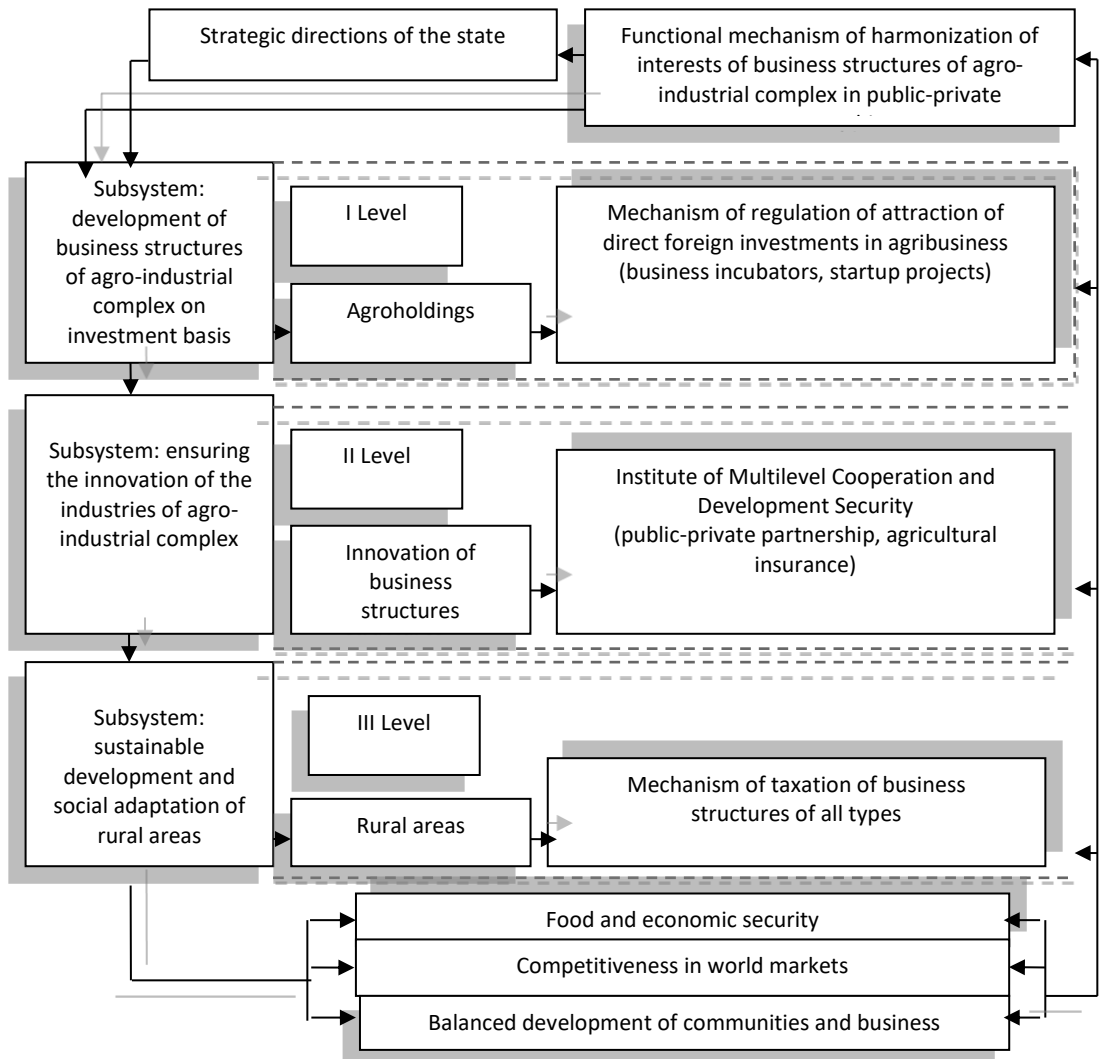 Strategic directions of the state
Functional mechanism of harmonization of
interests of business structures of agro-
industrial complex in public-private
Subsystem:
development of
business structures
of agro-industrial
complex on
investment basis
I Level
Agroholdings
Mechanism of regulation of attraction of
direct foreign investments in agribusiness
(business incubators, startup projects)
Subsystem: ensuring
the innovation of the
industries of agro-
industrial complex
II Level
Innovation of
business
structures
Institute of Multilevel Cooperation and
Development Security
(public-private partnership, agricultural
insurance)
Subsystem:
sustainable
development and
social adaptation of
rural areas
III Level
Rural areas
Mechanism of taxation of business
structures of all types
Food and economic security
Competitiveness in world markets
Balanced development of communities and business